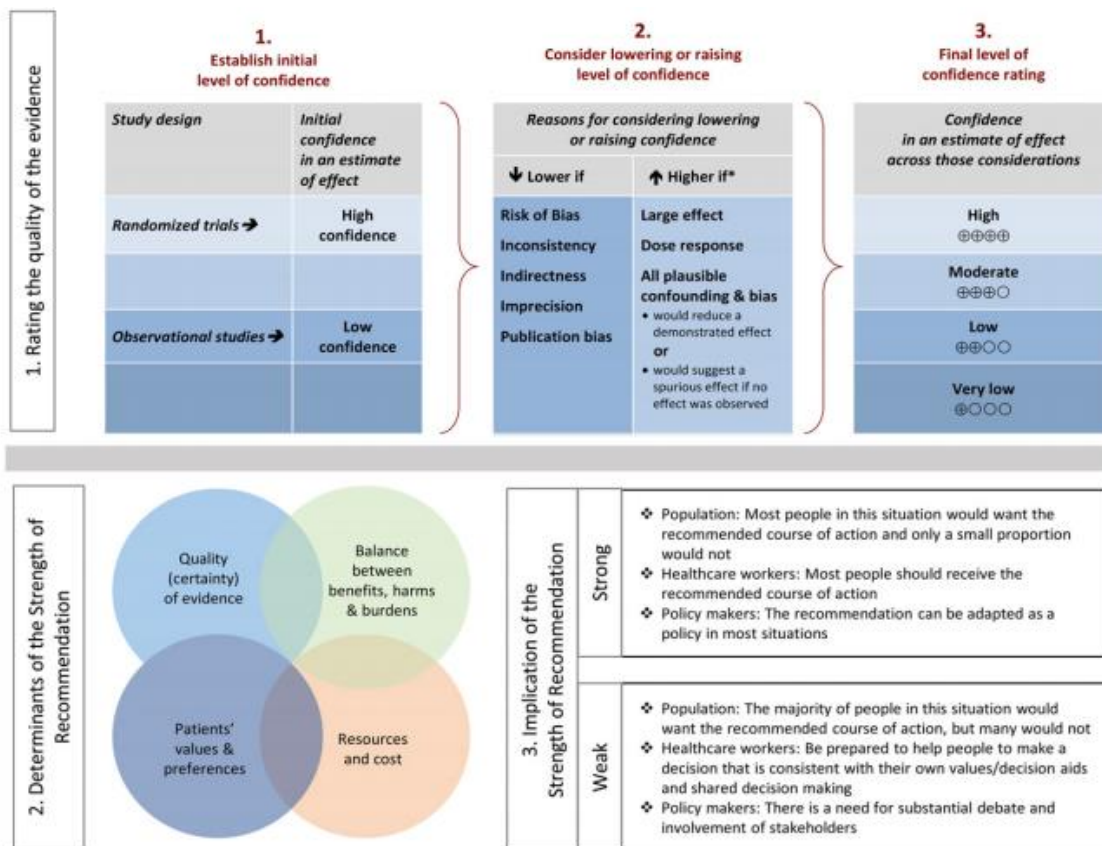 1. Rating the quality of the evidence
1.
Establish initial
level of confidence
Study design
Initial
confidence
in an estimate
of effect
Randomized trials ➔
High
confidence
Observational studies ➔
Low
confidence
2.
Consider lowering or raising
level of confidence
Reasons for considering lowering
or raising confidence
🡻 Lower if
🡹 Higher if*
Risk of Bias
Inconsistency
Indirectness
Imprecision
Publication bias
Large effect
Dose response
All plausible
confounding & bias
• would reduce a
demonstrated effect
or
• would suggest a
spurious effect if no
effect was observed
3.
Final level of
confidence rating
Confidence
in an estimate of effect
across those considerations
High
⊕⊕⊕⊕
Moderate
⊕⊕⊕○
Low
⊕⊕○○
Very low
⊕○○○
2. Determinants of the Strength of
Recommendation
Quality
(certainty)
of evidence
Balance
between
benefits, harms
& burdens
Patients’
values &
preferences
Resources
and cost
3. Implication of the
Strength of Recommendation
Strong
❖ Population: Most people in this situation would want the
recommended course of action and only a small proportion
would not
❖ Healthcare workers: Most people should receive the
recommended course of action
❖ Policy makers: The recommendation can be adapted as a
policy in most situations
Weak
❖ Population: The majority of people in this situation would
want the recommended course of action, but many would not
❖ Healthcare workers: Be prepared to help people to make a
decision that is consistent with their own values/decision aids
and shared decision making
❖ Policy makers: There is a need for substantial debate and
involvement of stakeholders